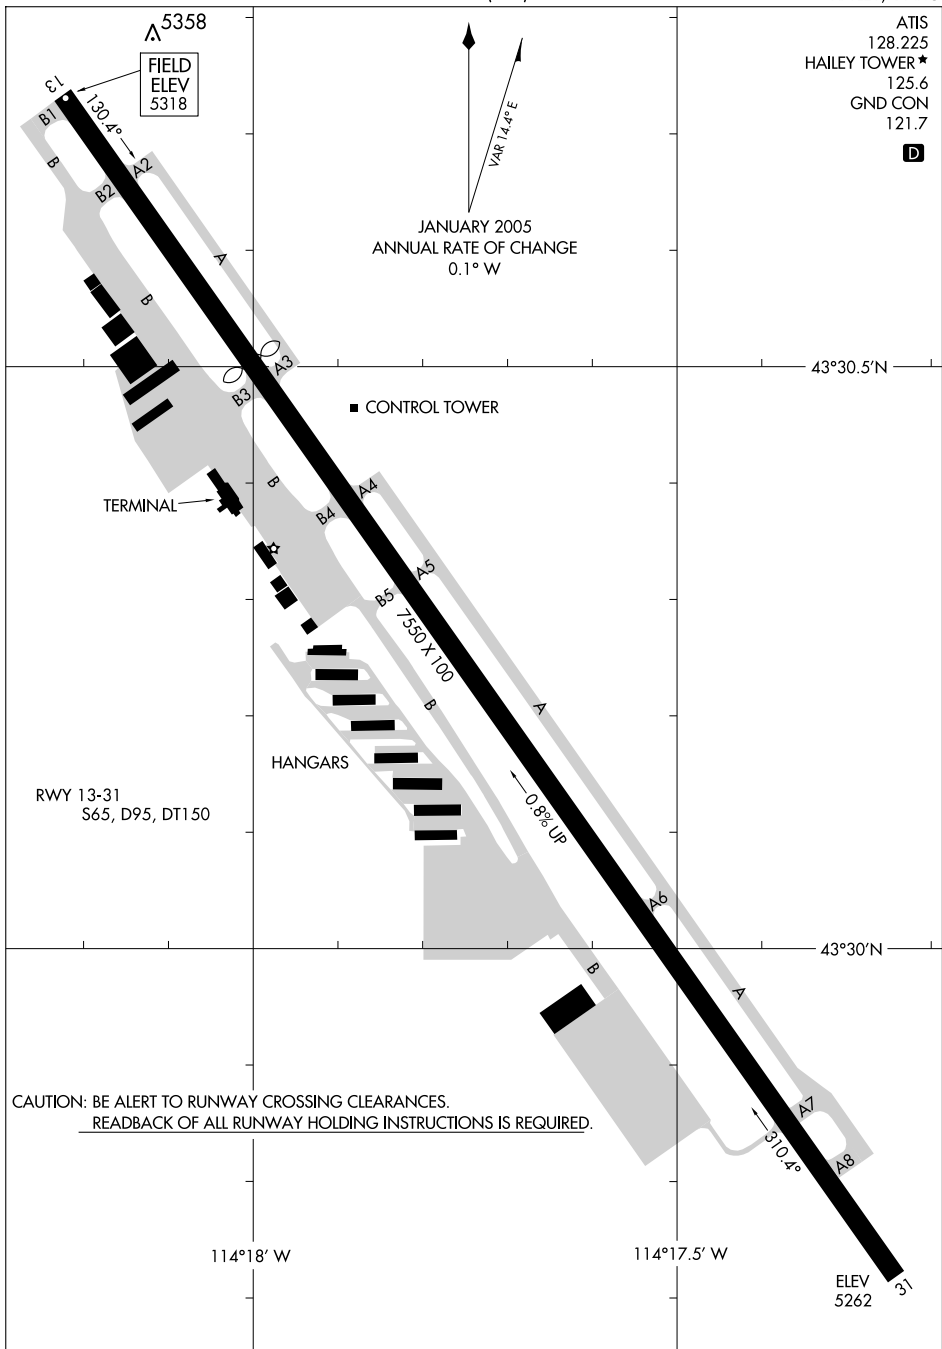 5358
ATIS
128.225
HAILEY TOWER★
125.6
GND CON
121.7
D
FIELD
ELEV
5318
13
130.4°
VAR 14.4° E
JANUARY 2005
ANNUAL RATE OF CHANGE
0.1° W
B1
B
B2
A2
A
B
43°30.5'N
A3
B3
CONTROL TOWER
B
A4
B4
TERMINAL
A5
B5
7550 X 100
B
A
HANGARS
0.8% UP
RWY 13-31
S65, D95, DT150
A6
43°30'N
B
A
CAUTION: BE ALERT TO RUNWAY CROSSING CLEARANCES.
READBACK OF ALL RUNWAY HOLDING INSTRUCTIONS IS REQUIRED.
A7
310.4°
A8
114°18' W
114°17.5' W
ELEV
5262
31